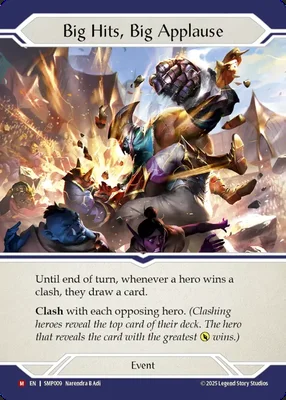 Big Hits, Big Applause
Until end of turn, whenever a hero wins a
clash, they draw a card.
Clash with each opposing hero. (Clashing
heroes reveal the top card of their deck. The hero
that reveals the card with the greatest wins.)
Event
M EN SMP009 Narendra B Adi ©2025 Legend Story Studios